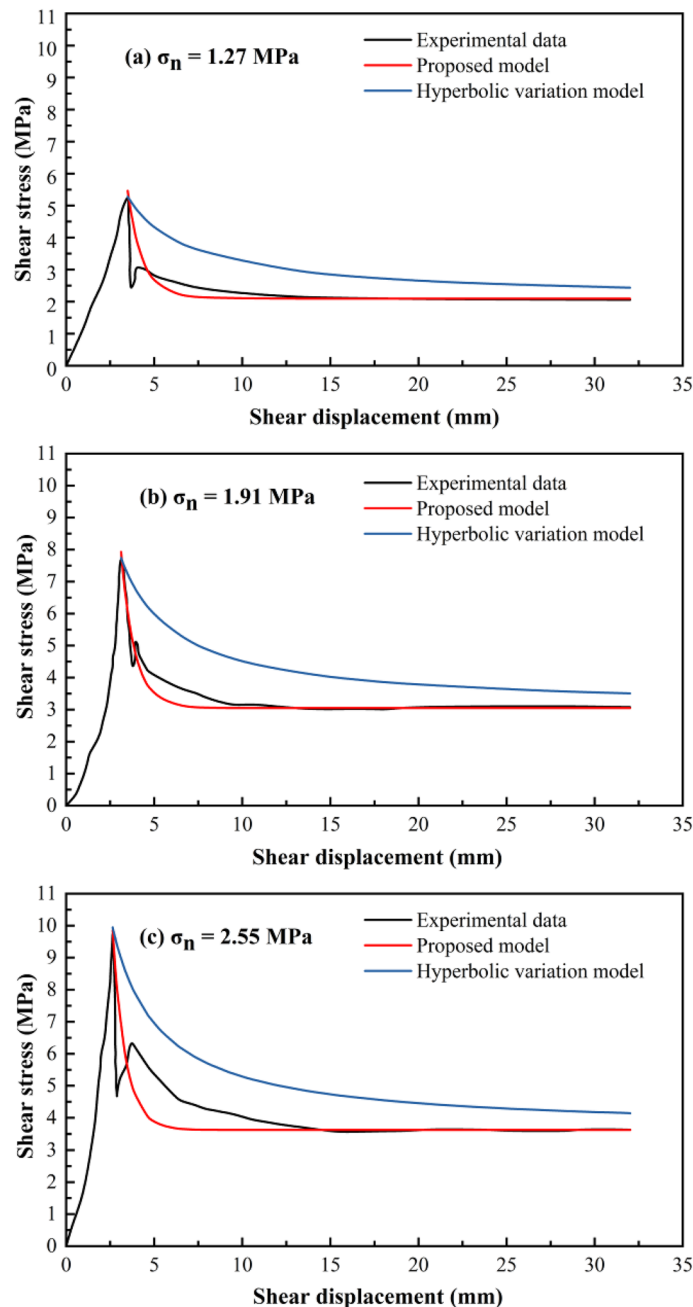 11
10
9
8
7
6
5
4
3
2
1
0
Shear stress (MPa)
(a) σn = 1.27 MPa
Experimental data
Proposed model
Hyperbolic variation model
0 5 10 15 20 25 30 35
Shear displacement (mm)
11
10
9
8
7
6
5
4
3
2
1
0
Shear stress (MPa)
(b) σn = 1.91 MPa
Experimental data
Proposed model
Hyperbolic variation model
0 5 10 15 20 25 30 35
Shear displacement (mm)
11
10
9
8
7
6
5
4
3
2
1
0
Shear stress (MPa)
(c) σn = 2.55 MPa
Experimental data
Proposed model
Hyperbolic variation model
0 5 10 15 20 25 30 35
Shear displacement (mm)